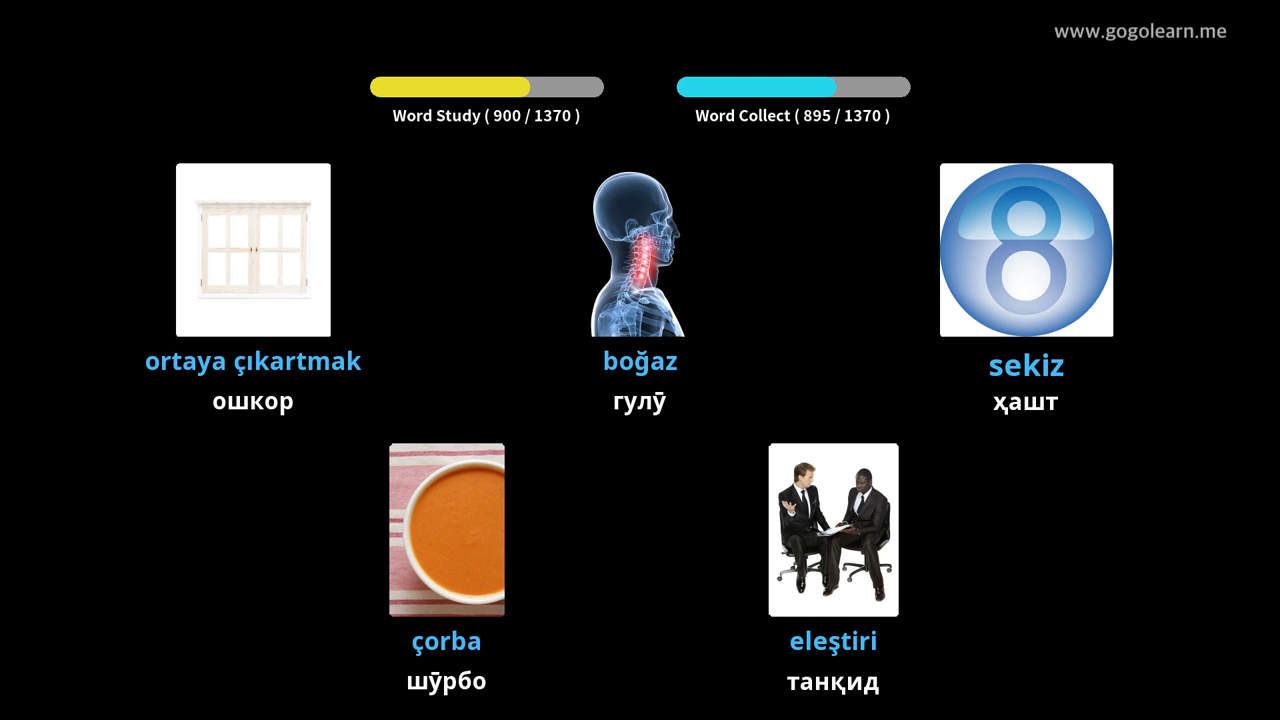 www.gogolearn.me
Word Study ( 900 / 1370 )
Word Collect ( 895 / 1370 )
8
ortaya çıkartmak
ошкор
boğaz
гулӯ
sekiz
ҳашт
çorba
шӯрбо
eleştiri
танқид